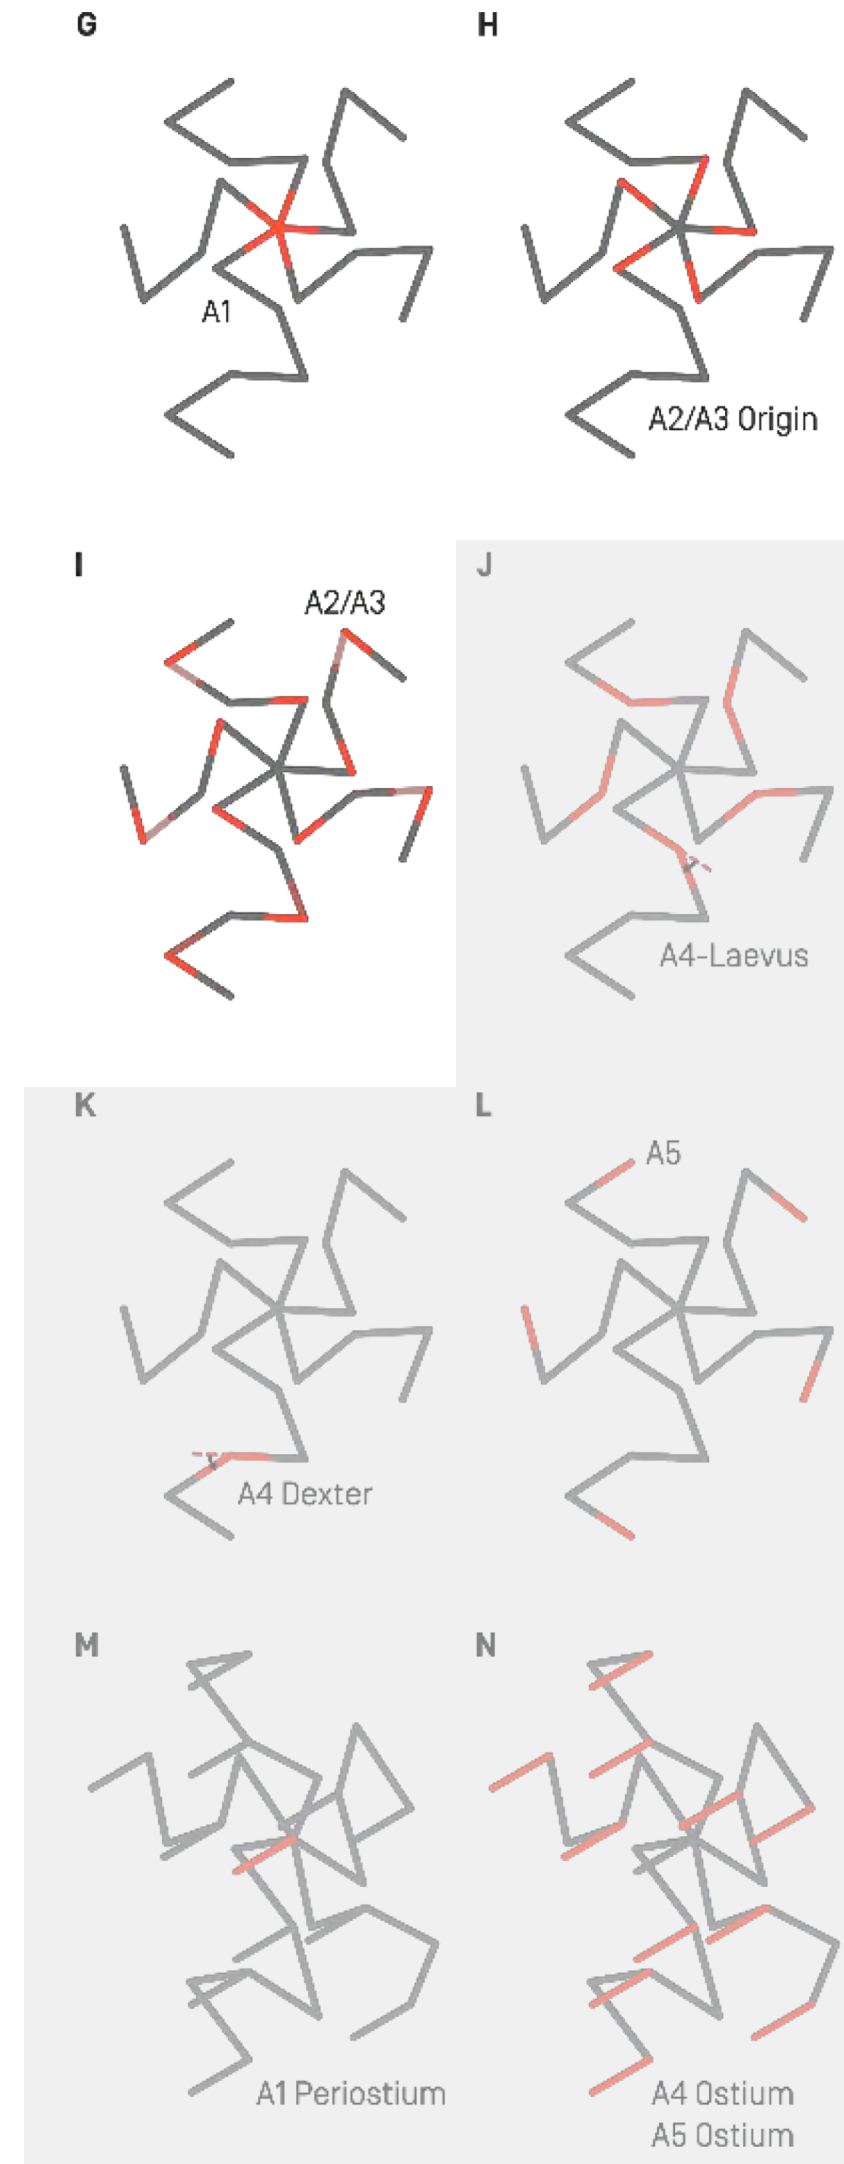 G
H
A1
A2/A3 Origin
I
A2/A3
J
A4-Laevus
K
A4 Dexter
L
A5
M
A1 Periostium
N
A4 Ostium
A5 Ostium